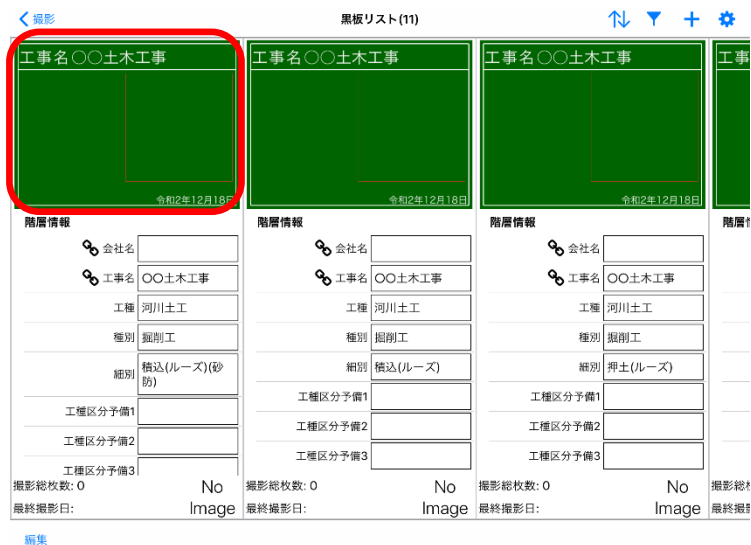 撮影
黒板リスト(11)
工事名〇〇土木工事
令和2年12月18日
階層情報
会社名
工事名 〇〇土木工事
工種 河川土工
種別 掘削工
細別 積込(ルーズ)(砂
防)
工種区分予備1
工種区分予備2
工種区分予備3
撮影総枚数: 0
最終撮影日:
No
Image
工事名〇〇土木工事
令和2年12月18日
階層情報
会社名
工事名 〇〇土木工事
工種 河川土工
種別 掘削工
細別 積込(ルーズ)
工種区分予備1
工種区分予備2
工種区分予備3
撮影総枚数: 0
最終撮影日:
No
Image
工事名〇〇土木工事
令和2年12月18日
階層情報
会社名
工事名 〇〇土木工事
工種 河川土工
種別 掘削工
細別 押土(ルーズ)
工種区分予備1
工種区分予備2
工種区分予備3
撮影総枚数: 0
最終撮影日:
No
Image
工事
階層
撮影総
最終撮
編集